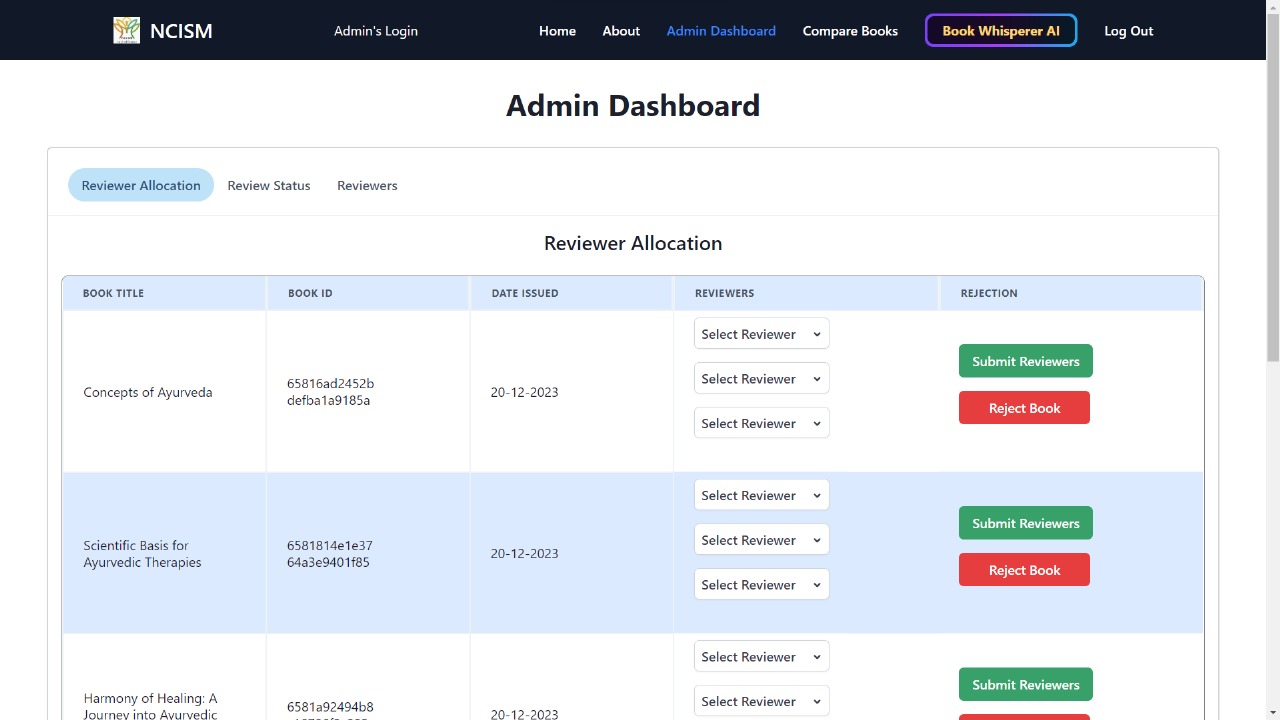 NCISM
Admin's Login
Home
About
Admin Dashboard
Compare Books
Book Whisperer AI
Log Out
Admin Dashboard
Reviewer Allocation
Review Status
Reviewers
Reviewer Allocation
BOOK TITLE
BOOK ID
DATE ISSUED
REVIEWERS
REJECTION
Concepts of Ayurveda
65816ad2452b
defba1a9185a
20-12-2023
Select Reviewer
Select Reviewer
Select Reviewer
Submit Reviewers
Reject Book
Scientific Basis for
Ayurvedic Therapies
6581814e1e37
64a3e9401f85
20-12-2023
Select Reviewer
Select Reviewer
Select Reviewer
Submit Reviewers
Reject Book
Harmony of Healing: A
Journey into Ayurvedic
6581a92494b8
20-12-2023
Select Reviewer
Select Reviewer
Submit Reviewers